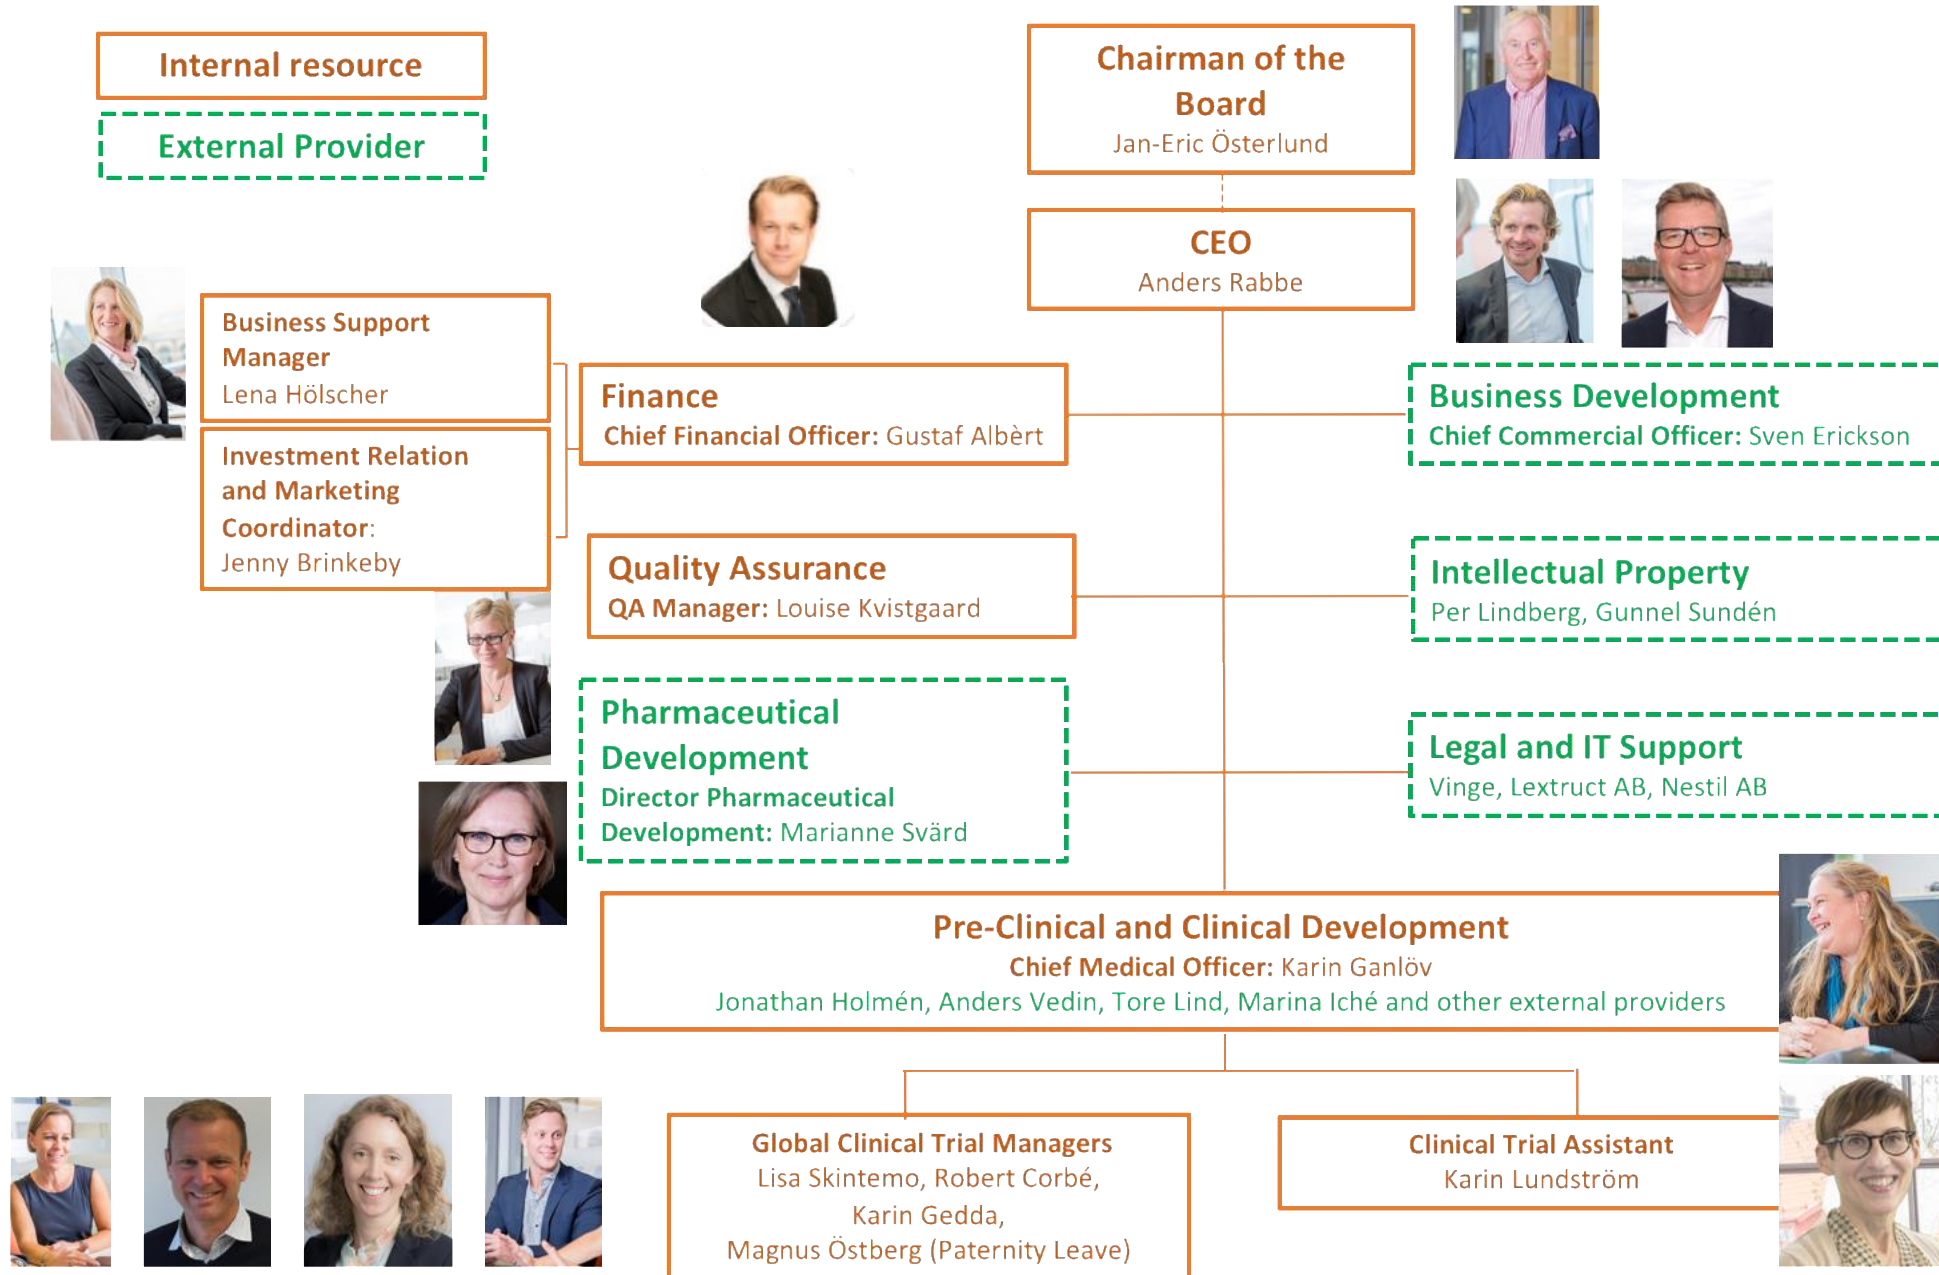 Internal resource
External Provider
Chairman of the
Board
Jan-Eric Österlund
CEO
Anders Rabbe
Business Support
Manager
Lena Hölscher
Investment Relation
and Marketing
Coordinator:
Jenny Brinkeby
Finance
Chief Financial Officer: Gustaf Albèrt
Business Development
Chief Commercial Officer: Sven Erickson
Quality Assurance
QA Manager: Louise Kvistgaard
Intellectual Property
Per Lindberg, Gunnel Sundén
Pharmaceutical
Development
Director Pharmaceutical
Development: Marianne Svärd
Legal and IT Support
Vinge, Lextruct AB, Nestil AB
Pre-Clinical and Clinical Development
Chief Medical Officer: Karin Ganlöv
Jonathan Holmén, Anders Vedin, Tore Lind, Marina Iché and other external providers
Global Clinical Trial Managers
Lisa Skintemo, Robert Corbé,
Karin Gedda,
Magnus Östberg (Paternity Leave)
Clinical Trial Assistant
Karin Lundström